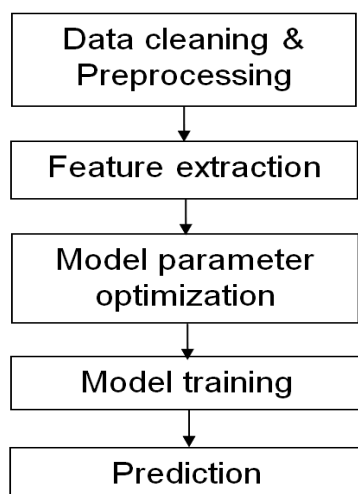 Data cleaning &
Preprocessing
Feature extraction
Model parameter
optimization
Model training
Prediction